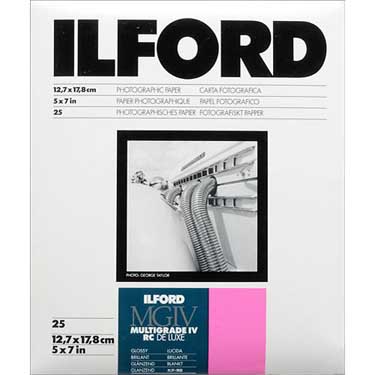 ILFORD
12,7 x 17,8 cm PHOTOGRAPHIC PAPER CARTA FOTOGRAFICA
5 x 7 in PAPIER PHOTOGRAPHIQUE PAPEL FOTOGRAFICO
25 PHOTOGRAPHISCHES PAPIER FOTOGRAFISKT PAPPER
PHOTO: GEORGE TAYLOR
ILFORD
MGIV
MULTIGRADE IV
RC DE LUXE
25
12,7 x 17,8 cm
5 x 7 in
GLOSSY LUCIDA
BRILLANT BRILLANTE
GLÄNZEND BLANKT